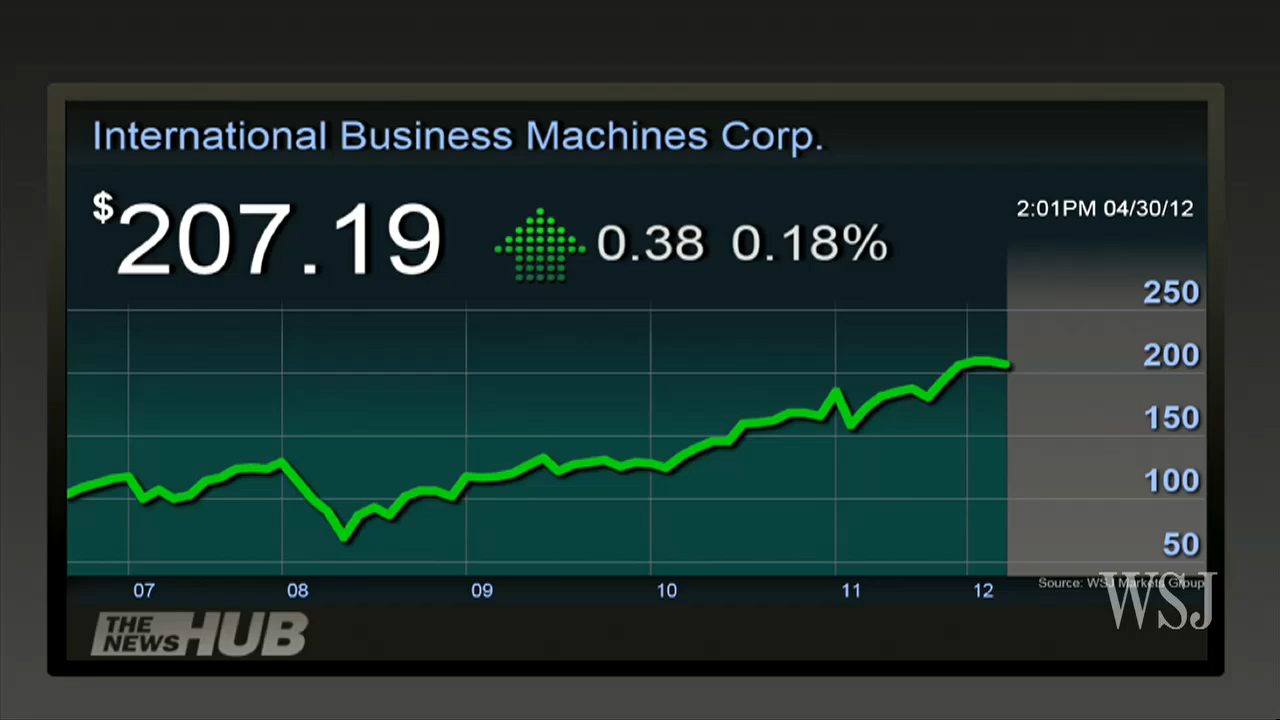 International Business Machines Corp.
$207.19 0.38 0.18%
2:01PM 04/30/12
250
200
150
100
50
07 08 09 10 11 12
Source: WSJ Markets Group
WSJ
THE NEWS HUB